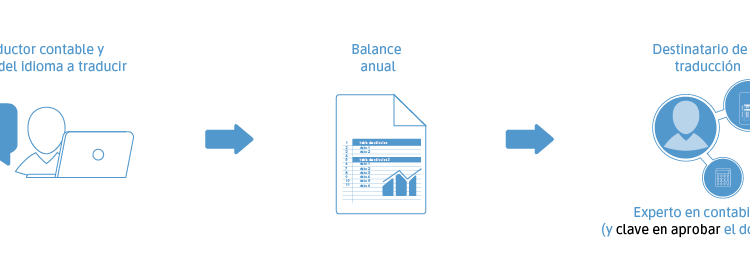 ductor contable y
del idioma a traducir
Balance
anual
Destinatario de
traducción
Experto en contabi
(y clave en aprobar el do